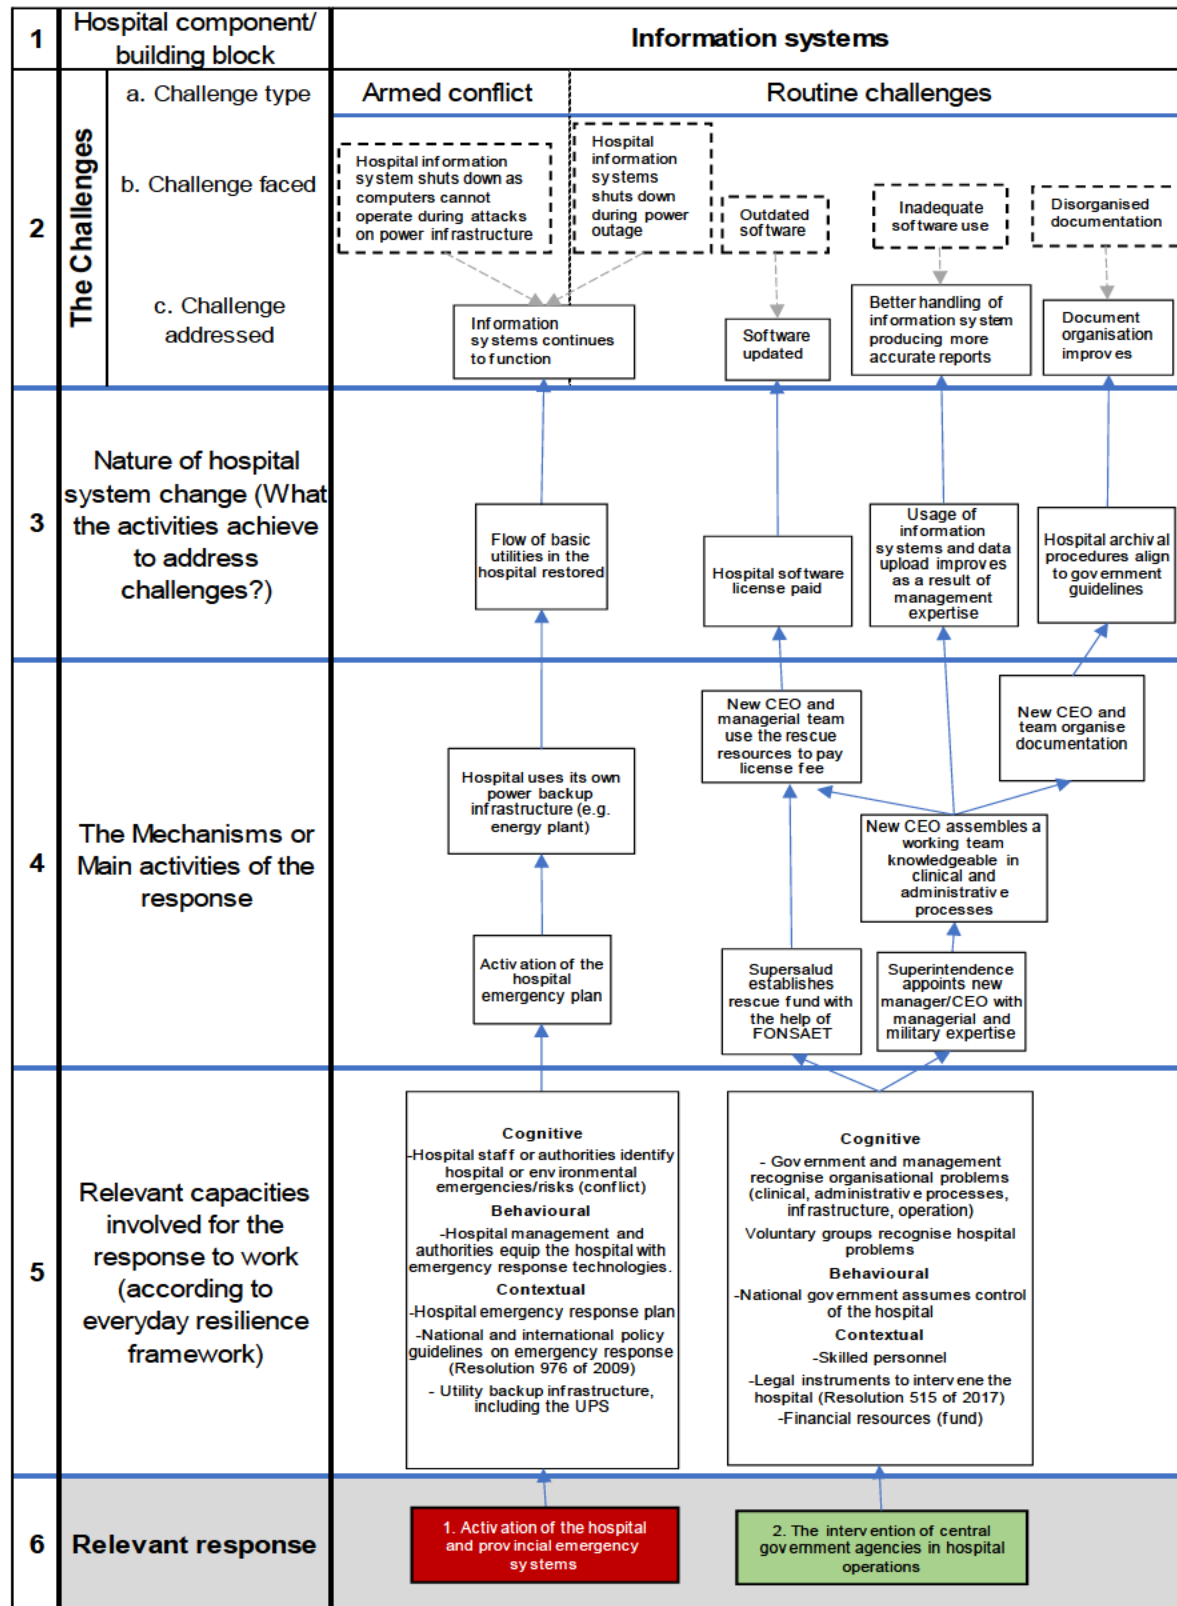 1
Hospital component/
building block
Information systems
2
The Challenges
a. Challenge type
Armed conflict
Routine challenges
b. Challenge faced
Hospital information
system shuts down as
computers cannot
operate during attacks
on power infrastructure
Hospital
information
systems
shuts down
during power
outage
Outdated
software
Inadequate
software use
Disorganised
documentation
c. Challenge
addressed
Information
systems continues
to function
Software
updated
Better handling of
information system
producing more
accurate reports
Document
organisation
improves
3
Nature of hospital
system change (What
the activities achieve
to address
challenges?)
Flow of basic
utilities in the
hospital restored
Hospital software
license paid
Usage of
information
systems and data
upload improves
as a result of
management
expertise
Hospital archival
procedures align
to government
guidelines
4
The Mechanisms or
Main activities of the
response
New CEO and
managerial team
use the rescue
resources to pay
license fee
New CEO and
team organise
documentation
Hospital uses its own
power backup
infrastructure (e.g.
energy plant)
New CEO assembles a
working team
knowledgeable in
clinical and
administrative
processes
Activation of the
hospital
emergency plan
Supersalud
establishes
rescue fund with
the help of
FONSAET
Superintendence
appoints new
manager/CEO with
managerial and
military expertise
5
Relevant capacities
involved for the
response to work
(according to
everyday resilience
framework)
Cognitive
-Hospital staff or authorities identify
hospital or environmental
emergencies/risks (conflict)
Behavioural
-Hospital management and
authorities equip the hospital with
emergency response technologies.
Contextual
-Hospital emergency response plan
-National and international policy
guidelines on emergency response
(Resolution 976 of 2009)
- Utility backup infrastructure,
including the UPS
Cognitive
- Government and management
recognise organisational problems
(clinical, administrative processes,
infrastructure, operation)
Voluntary groups recognise hospital
problems
Behavioural
-National government assumes control
of the hospital
Contextual
-Skilled personnel
-Legal instruments to intervene the
hospital (Resolution 515 of 2017)
-Financial resources (fund)
6
Relevant response
1. Activation of the hospital
and provincial emergency
systems
2. The intervention of central
government agencies in hospital
operations